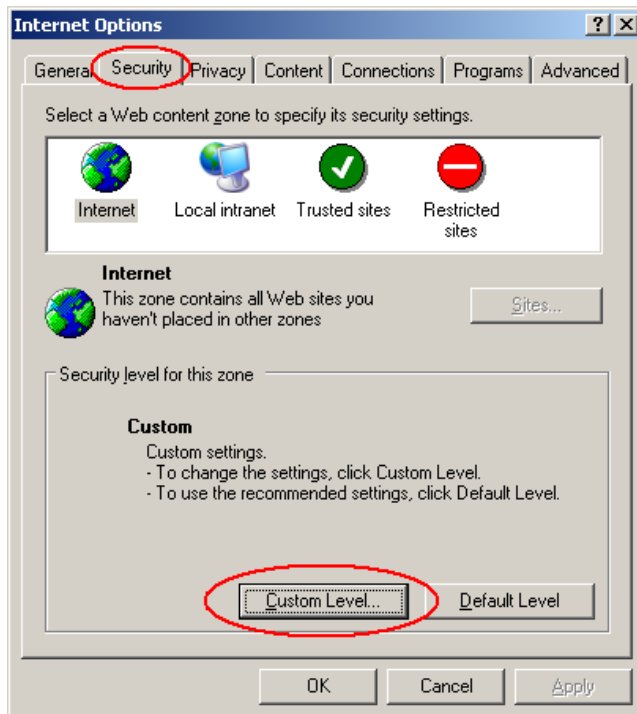 Internet Options
General Security Privacy Content Connections Programs Advanced
Select a Web content zone to specify its security settings.
Internet Local intranet Trusted sites Restricted
sites
Internet
This zone contains all Web sites you
haven't placed in other zones
Sites...
Security level for this zone
Custom
Custom settings.
- To change the settings, click Custom Level.
- To use the recommended settings, click Default Level.
Custom Level... Default Level
OK Cancel Apply